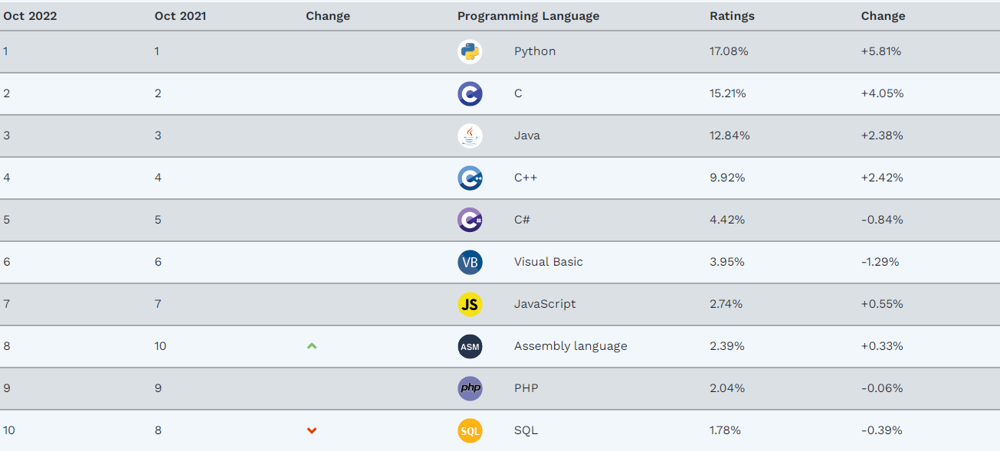 Oct 2022 Oct 2021 Change Programming Language Ratings Change
1 1 Python 17.08% +5.81%
2 2 C C 15.21% +4.05%
3 3 Java 12.84% +2.38%
4 4 C++ C++ 9.92% +2.42%
5 5 C# C# 4.42% -0.84%
6 6 VB Visual Basic 3.95% -1.29%
7 7 JS JavaScript 2.74% +0.55%
8 10 ASM Assembly language 2.39% +0.33%
9 9 php PHP 2.04% -0.06%
10 8 SQL SQL 1.78% -0.39%